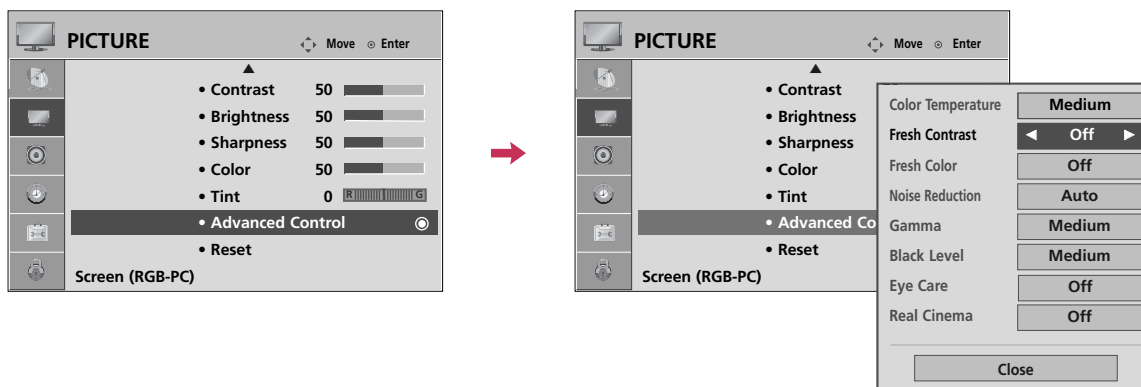 PICTURE Move Enter
• Contrast 50
• Brightness 50
• Sharpness 50
• Color 50
• Tint 0 R G
• Advanced Control
• Reset
Screen (RGB-PC)
PICTURE Move Enter
• Contrast
• Brightness
• Sharpness
• Color
• Tint
• Advanced Co
• Reset
Screen (RGB-PC)
Color Temperature Medium
Fresh Contrast ◄ Off ►
Fresh Color Off
Noise Reduction Auto
Gamma Medium
Black Level Medium
Eye Care Off
Real Cinema Off
Close